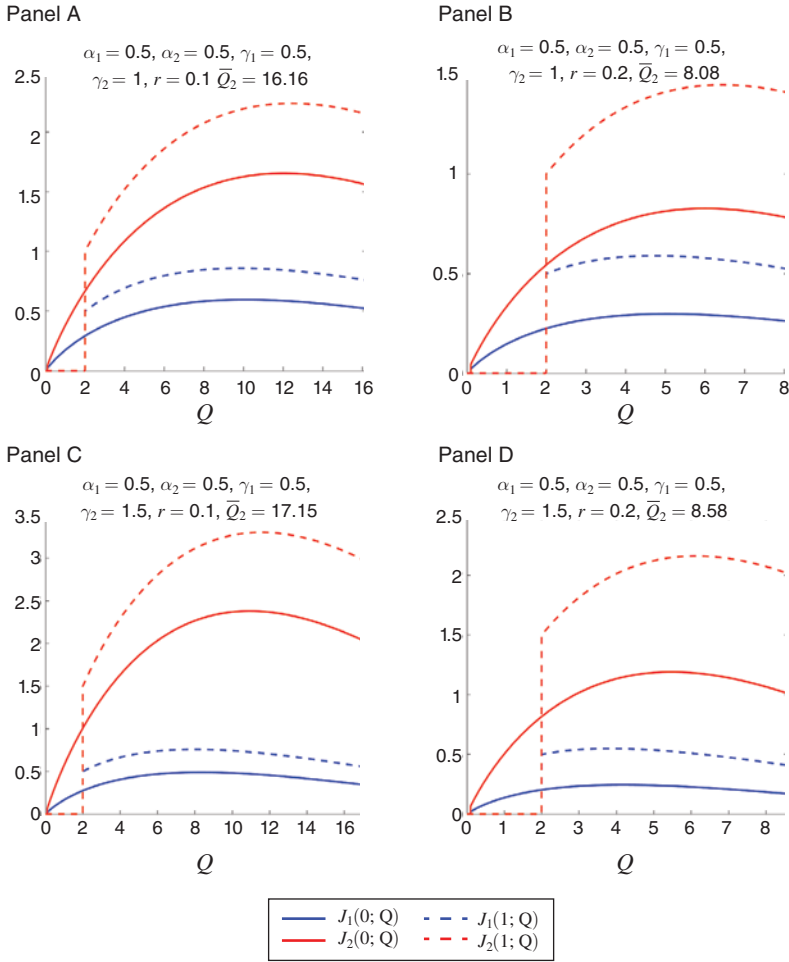 Panel A
α₁ = 0.5, α₂ = 0.5, γ₁ = 0.5,
γ₂ = 1, r = 0.1 Q̅₂ = 16.16
2.5
2
1.5
1
0.5
0
0 2 4 6 8 10 12 14 16
Q
Panel B
α₁ = 0.5, α₂ = 0.5, γ₁ = 0.5,
γ₂ = 1, r = 0.2, Q̅₂ = 8.08
1.5
1
0.5
0
0 1 2 3 4 5 6 7 8
Q
Panel C
α₁ = 0.5, α₂ = 0.5, γ₁ = 0.5,
γ₂ = 1.5, r = 0.1, Q̅₂ = 17.15
3.5
3
2.5
2
1.5
1
0.5
0
0 2 4 6 8 10 12 14 16
Q
Panel D
α₁ = 0.5, α₂ = 0.5, γ₁ = 0.5,
γ₂ = 1.5, r = 0.2, Q̅₂ = 8.58
2.5
2
1.5
1
0.5
0
0 1 2 3 4 5 6 7 8
Q
J₁(0; Q) J₁(1; Q)
J₂(0; Q) J₂(1; Q)